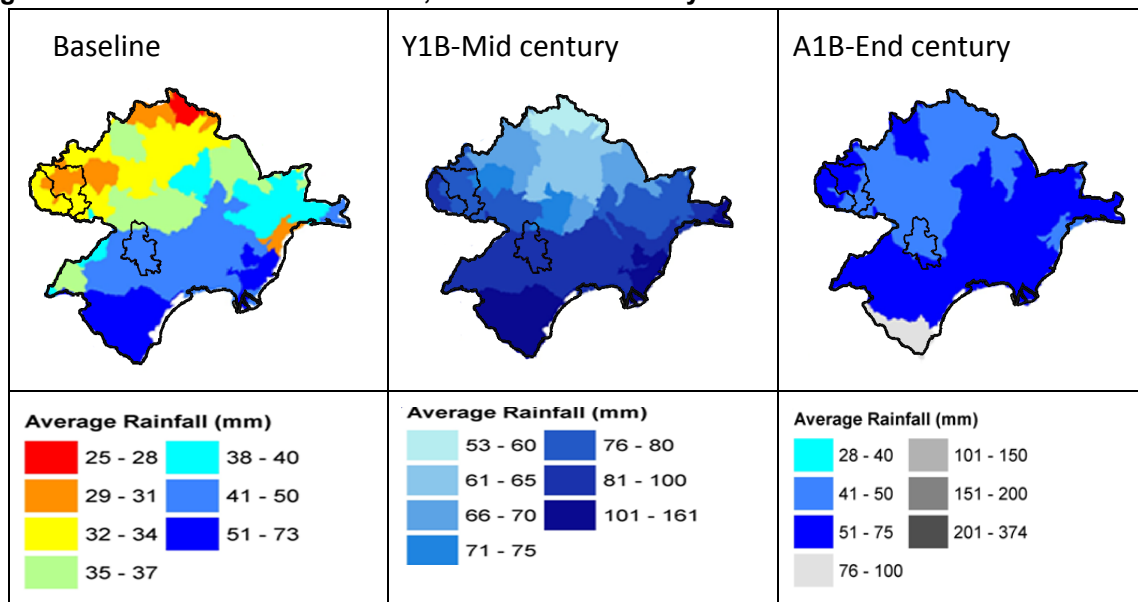 Baseline
Y1B-Mid century
A1B-End century
Average Rainfall (mm)
25 - 28 38 - 40
29 - 31 41 - 50
32 - 34 51 - 73
35 - 37
Average Rainfall (mm)
53 - 60 76 - 80
61 - 65 81 - 100
66 - 70 101 - 161
71 - 75
Average Rainfall (mm)
28 - 40 101 - 150
41 - 50 151 - 200
51 - 75 201 - 374
76 - 100